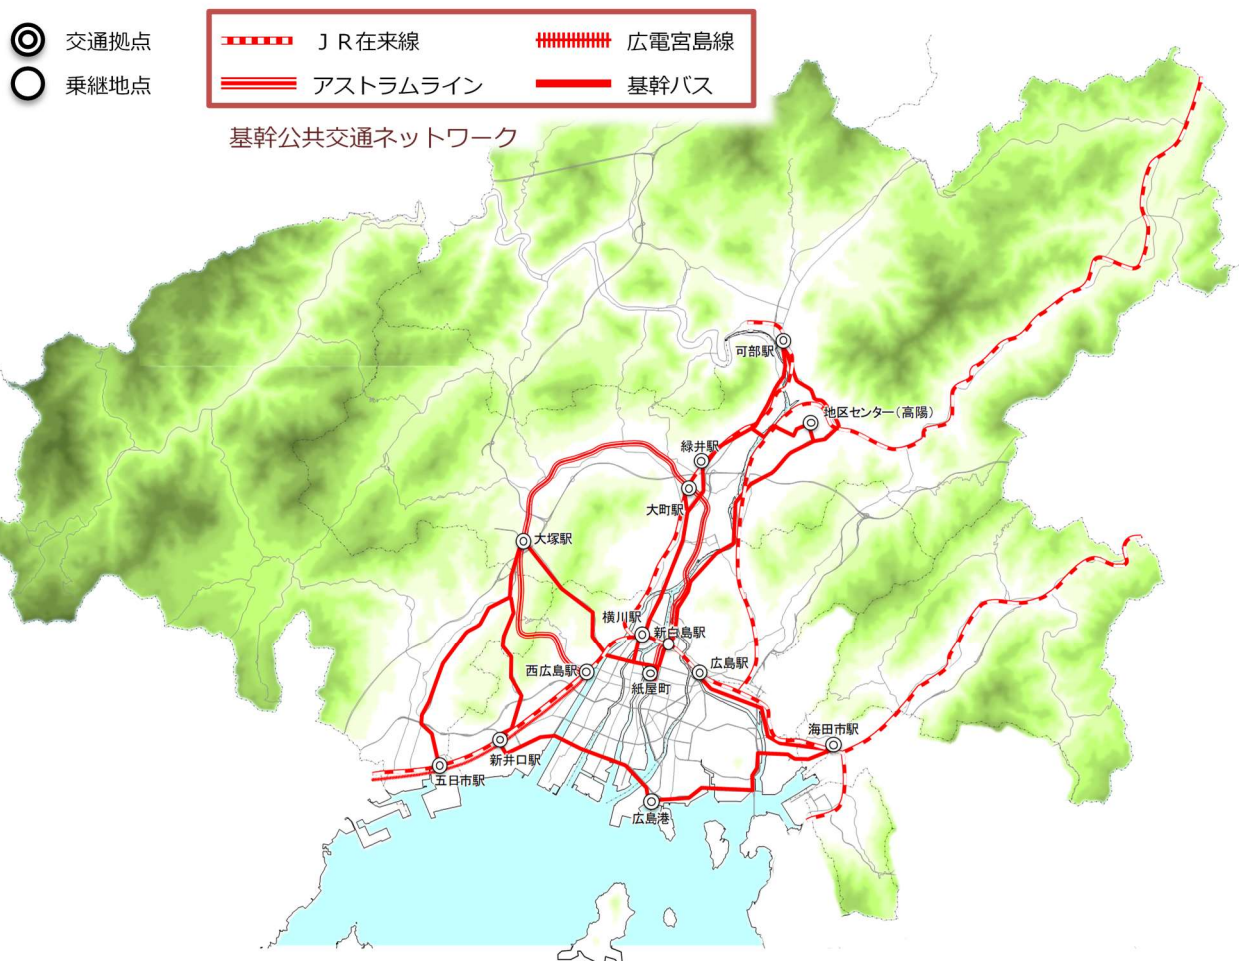 交通拠点
乗継地点
ＪＲ在来線
広電宮島線
アストラムライン
基幹バス
基幹公共交通ネットワーク
可部駅
地区センター(高陽)
緑井駅
大町駅
大塚駅
横川駅
新白島駅
西広島駅
広島駅
紙屋町
海田市駅
新井口駅
五日市駅
広島港